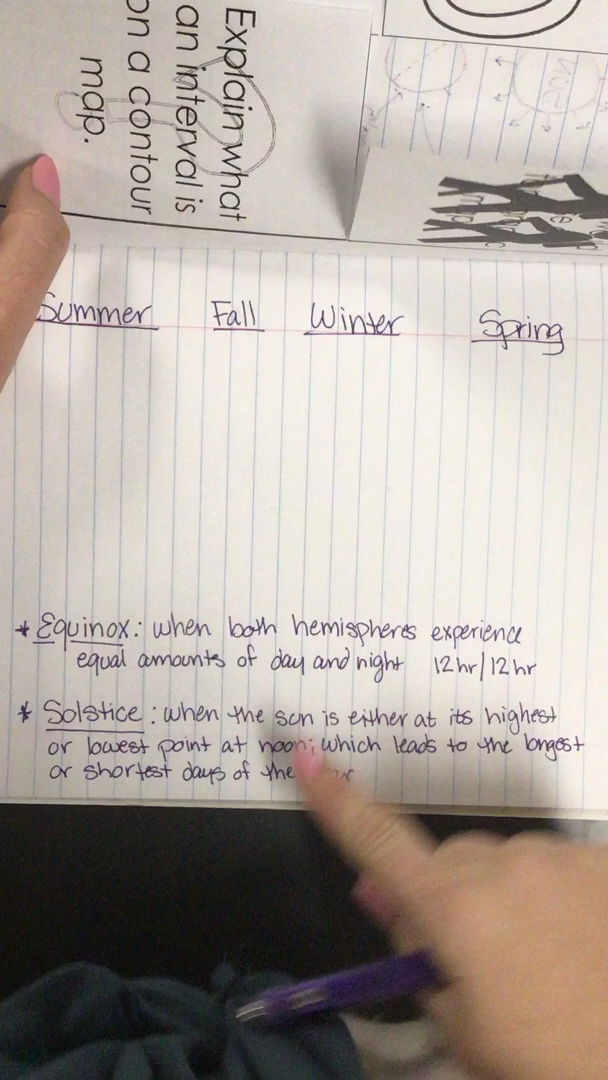 Explain what
an interval is
on a contour
map.
Summer Fall Winter Spring
* Equinox: when both hemispheres experience
equal amounts of day and night 12hr/12hr
* Solstice: when the sun is either at its highest
or lowest point at noon; which leads to the longest
or shortest days of the